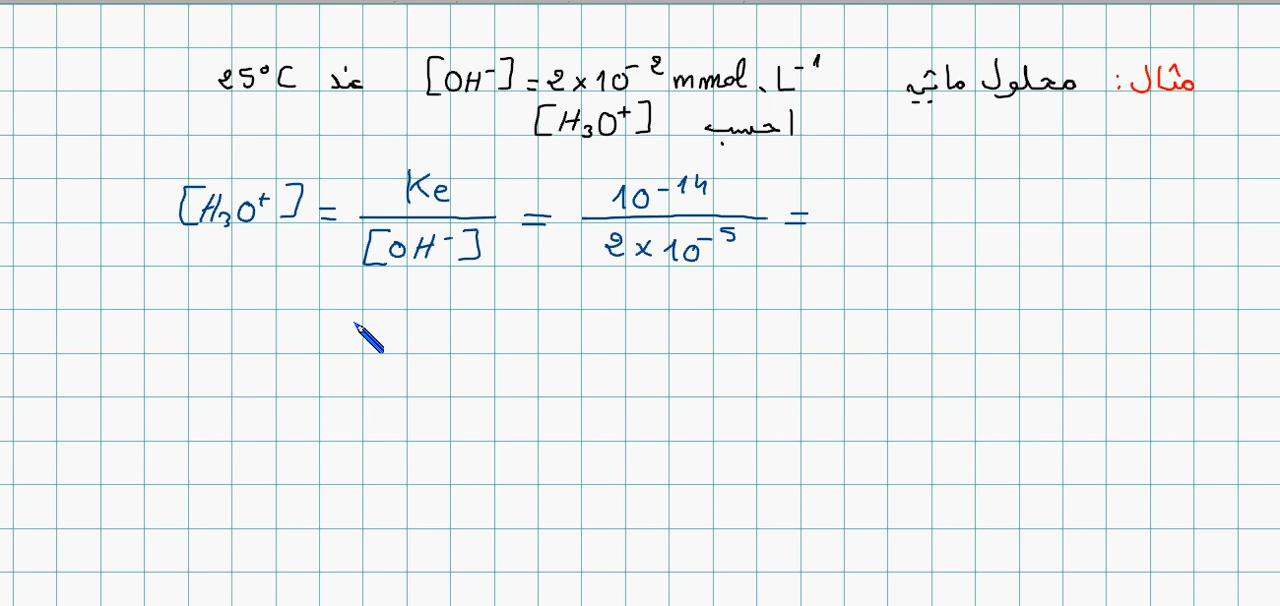 مثال: محلول مائي [OH⁻] = 2 × 10⁻² mmol.L⁻¹ عند 25°C
احسب [H₃O⁺]
[H₃O⁺] = Ke / [OH⁻] = 10⁻¹⁴ / 2 × 10⁻⁵ =